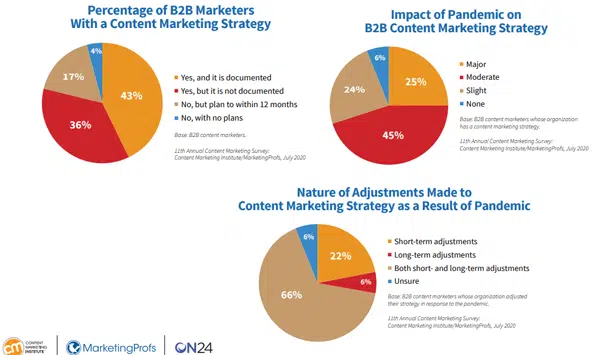 Percentage of B2B Marketers
With a Content Marketing Strategy
4%
17%
43%
36%
Yes, and it is documented
Yes, but it is not documented
No, but plan to within 12 months
No, with no plans
Base: B2B content marketers.
11th Annual Content Marketing Survey:
Content Marketing Institute/MarketingProfs, July 2020
Impact of Pandemic on
B2B Content Marketing Strategy
6%
25%
24%
45%
Major
Moderate
Slight
None
Base: B2B content marketers whose organization
has a content marketing strategy.
11th Annual Content Marketing Survey:
Content Marketing Institute/MarketingProfs, July 2020
Nature of Adjustments Made to
Content Marketing Strategy as a Result of Pandemic
6%
22%
6%
66%
Short-term adjustments
Long-term adjustments
Both short- and long-term adjustments
Unsure
Base: B2B content marketers whose organization adjusted
their strategy in response to the pandemic.
11th Annual Content Marketing Survey:
Content Marketing Institute/MarketingProfs, July 2020
cm
CONTENT
MARKETING
INSTITUTE
MarketingProfs
ON24